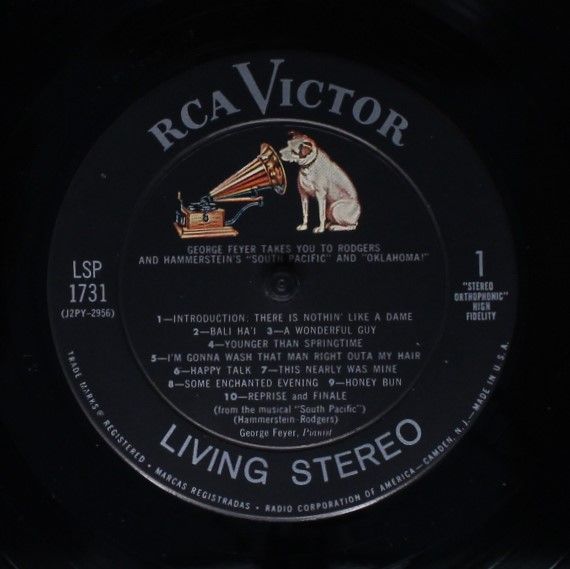 RCA VICTOR
GEORGE FEYER TAKES YOU TO RODGERS
AND HAMMERSTEIN'S "SOUTH PACIFIC" AND "OKLAHOMA!"
LSP
1731
(J2PY-2956)
1
"STEREO
ORTHOPHONIC"
HIGH
FIDELITY
1—INTRODUCTION: THERE IS NOTHIN' LIKE A DAME
2—BALI HA'I 3—A WONDERFUL GUY
4—YOUNGER THAN SPRINGTIME
5—I'M GONNA WASH THAT MAN RIGHT OUTA MY HAIR
6—HAPPY TALK 7—THIS NEARLY WAS MINE
8—SOME ENCHANTED EVENING 9—HONEY BUN
10—REPRISE and FINALE
(from the musical "South Pacific")
(Hammerstein-Rodgers)
George Feyer, Pianist
LIVING STEREO
TRADE MARKS ® REGISTERED • MARCAS REGISTRADAS • RADIO CORPORATION OF AMERICA—CAMDEN, N.J.—MADE IN U.S.A.